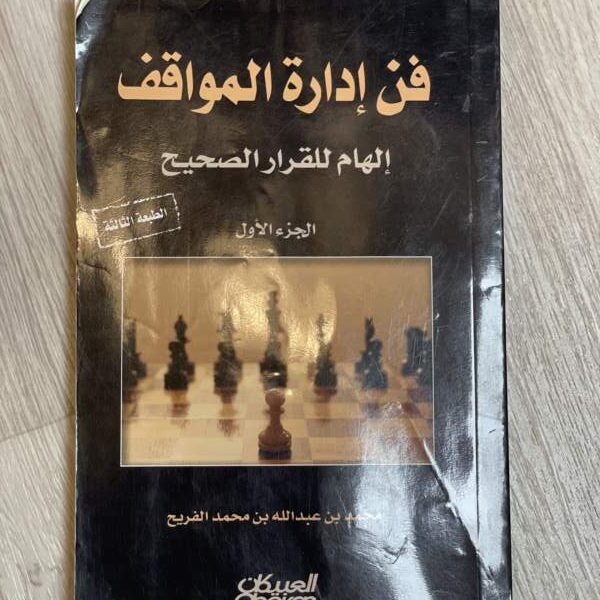 فن إدارة المواقف
إلهام للقرار الصحيح
الطبعة الثالثة
الجزء الأول
محمد بن عبدالله بن محمد الفريح
العبيكان